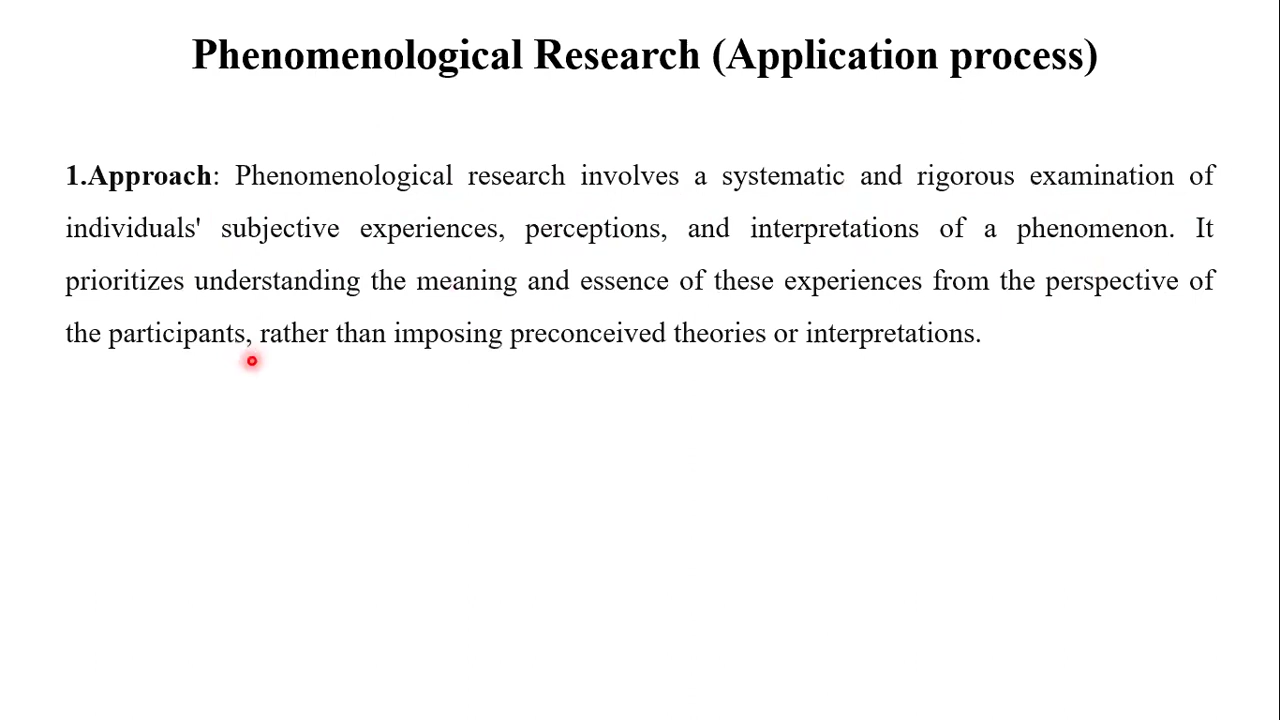 Phenomenological Research (Application process)
1.Approach: Phenomenological research involves a systematic and rigorous examination of
individuals' subjective experiences, perceptions, and interpretations of a phenomenon. It
prioritizes understanding the meaning and essence of these experiences from the perspective of
the participants, rather than imposing preconceived theories or interpretations.